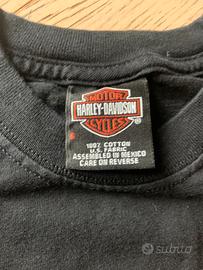 MOTOR
HARLEY-DAVIDSON
CYCLES
®
100% COTTON
U.S. FABRIC
ASSEMBLED IN MEXICO
CARE ON REVERSE
subito